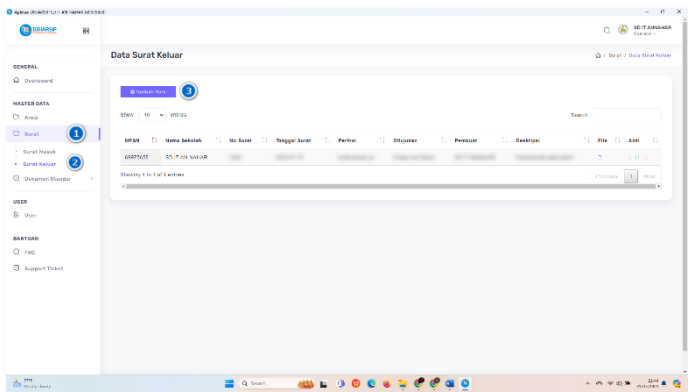 DISIARSIP
SD IT ANNAHAR
Operator
Data Surat Keluar
/ Surat / Data Surat Keluar
GENERAL
Dashboard
MASTER DATA
Arsip
Surat
1
Surat Masuk
Surat Keluar
2
Dokumen Standar
USER
User
BANTUAN
FAQ
Support Ticket
Tambah Data
3
Show 10 entries
Search
NPSN Nama Sekolah No Surat Tanggal Surat Perihal Ditujukan Pembuat Deskripsi File Aksi
SD IT AN NAHAR
Showing 1 to 1 of 1 entries
Previous 1 Next
Search